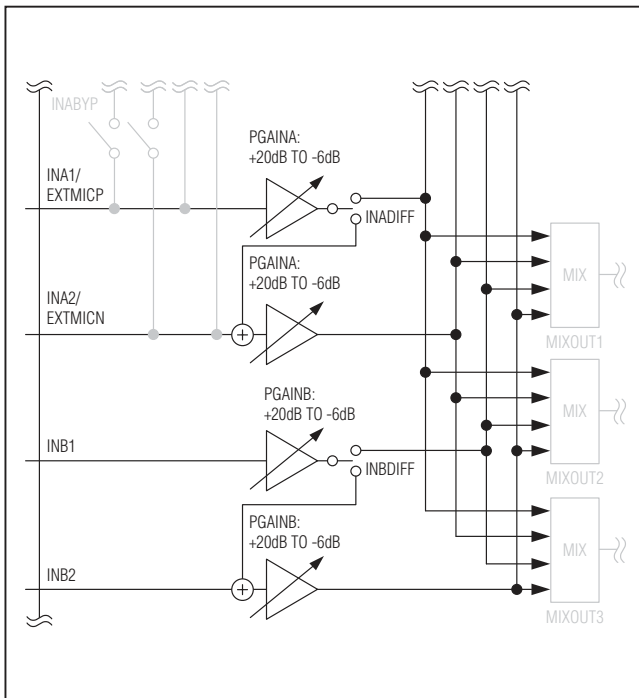 INABYP
PGAINA:
+20dB TO -6dB
INA1/
EXTMICP
INADIFF
PGAINA:
+20dB TO -6dB
MIX
INA2/
EXTMICN
MIXOUT1
PGAINB:
+20dB TO -6dB
MIX
INB1
INBDIFF
MIXOUT2
PGAINB:
+20dB TO -6dB
MIX
INB2
MIXOUT3
+
+